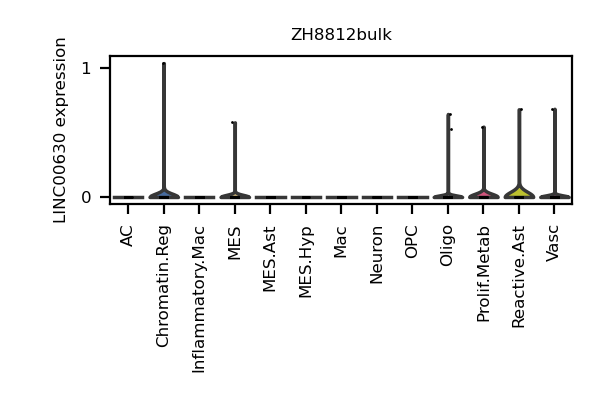 ZH8812bulk
LINC00630 expression
1
0
AC
Chromatin.Reg
Inflammatory.Mac
MES
MES.Ast
MES.Hyp
Mac
Neuron
OPC
Oligo
Prolif.Metab
Reactive.Ast
Vasc